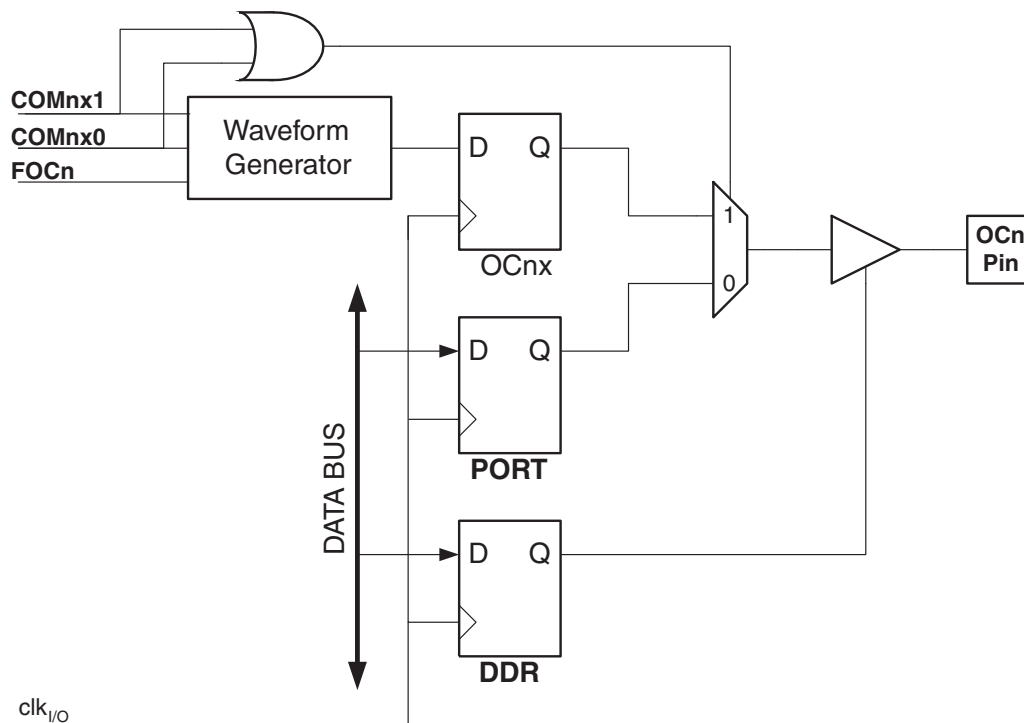 COMnx1
COMnx0
FOCn
Waveform
Generator
D Q
OCnx
1
0
OCn
Pin
D Q
PORT
DATA BUS
D Q
DDR
clkI/O